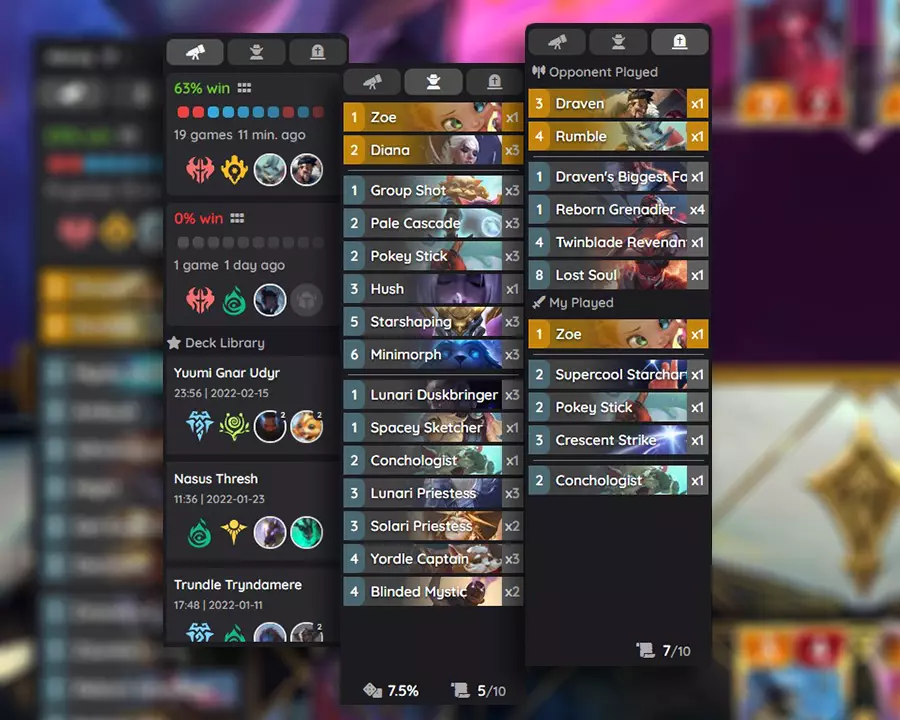 63% win
19 games 11 min. ago
0% win
1 game 1 day ago
Deck Library
Yuumi Gnar Udyr
23:56 | 2022-02-15
2 2
Nasus Thresh
11:36 | 2022-01-23
Trundle Tryndamere
17:48 | 2022-01-11
2
1 Zoe x1
2 Diana x3
1 Group Shot x3
2 Pale Cascade x3
2 Pokey Stick x3
3 Hush x1
5 Starshaping x3
6 Minimorph x3
1 Lunari Duskbringer x3
1 Spacey Sketcher x1
2 Conchologist x1
3 Lunari Priestess x3
3 Solari Priestess x2
4 Yordle Captain x3
4 Blinded Mystic x2
7.5% 5/10
Opponent Played
3 Draven x1
4 Rumble x1
1 Draven's Biggest Fa x1
1 Reborn Grenadier x4
4 Twinblade Revenan x1
8 Lost Soul x1
My Played
1 Zoe x1
2 Supercool Starchar x1
2 Pokey Stick x1
3 Crescent Strike x1
2 Conchologist x1
7/10